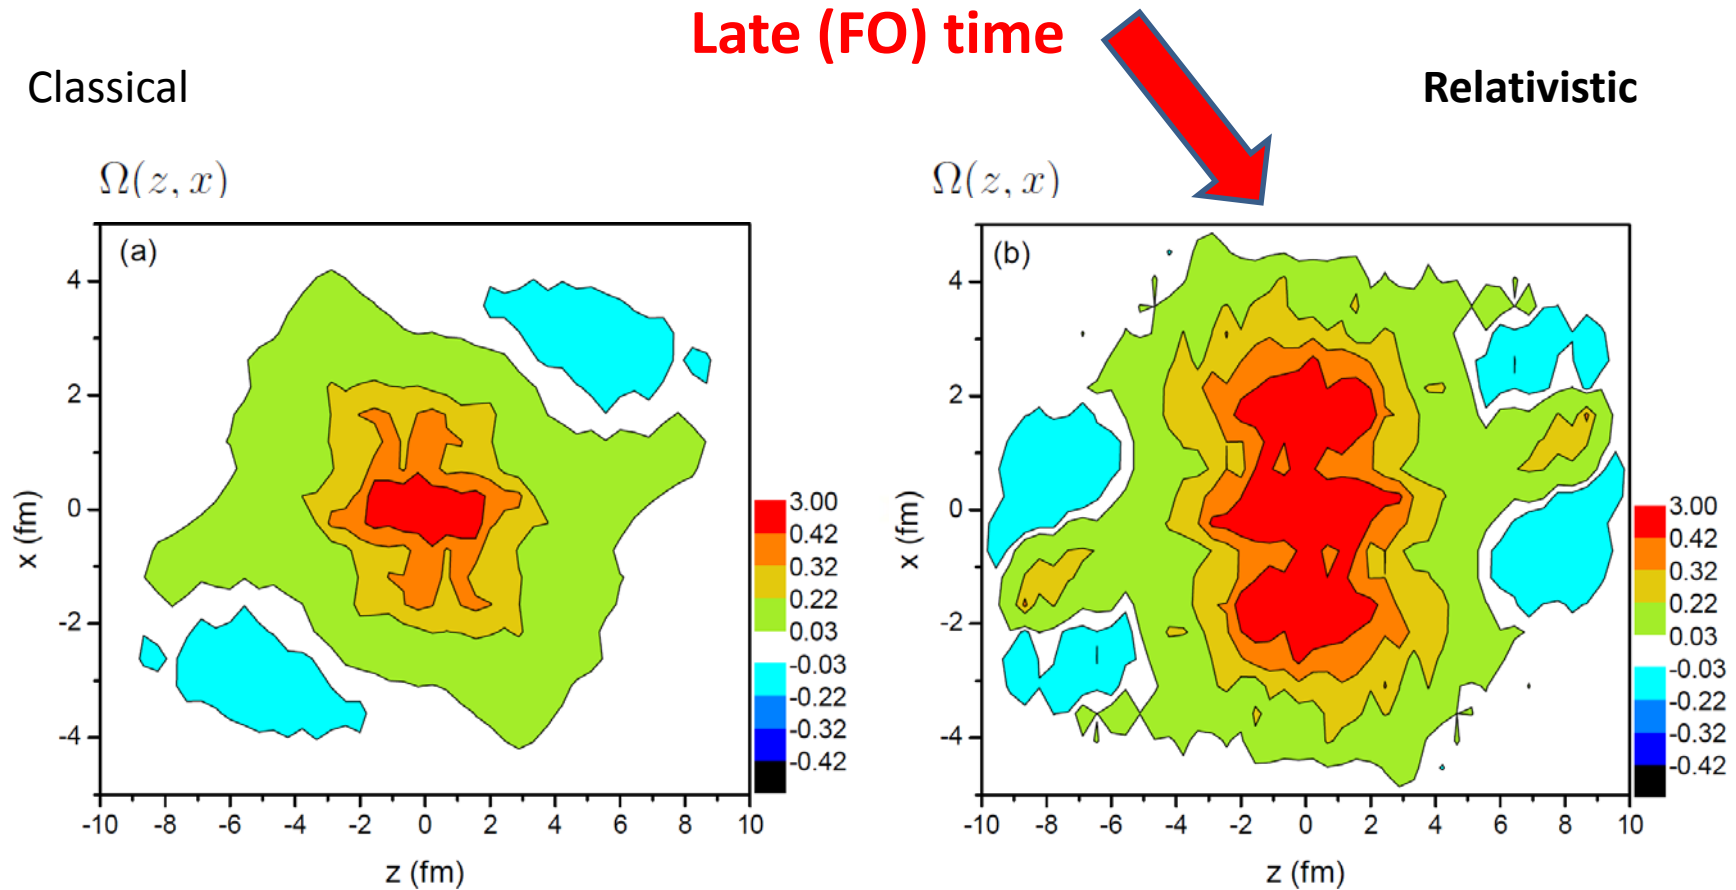 Late (FO) time
Classical
Relativistic
Ω(z, x)
Ω(z, x)
(a)
4
2
0
-2
-4
x (fm)
-10 -8 -6 -4 -2 0 2 4 6 8 10
z (fm)
3.00
0.42
0.32
0.22
0.03
-0.03
-0.22
-0.32
-0.42
(b)
4
2
0
-2
-4
x (fm)
-10 -8 -6 -4 -2 0 2 4 6 8 10
z (fm)
3.00
0.42
0.32
0.22
0.03
-0.03
-0.22
-0.32
-0.42